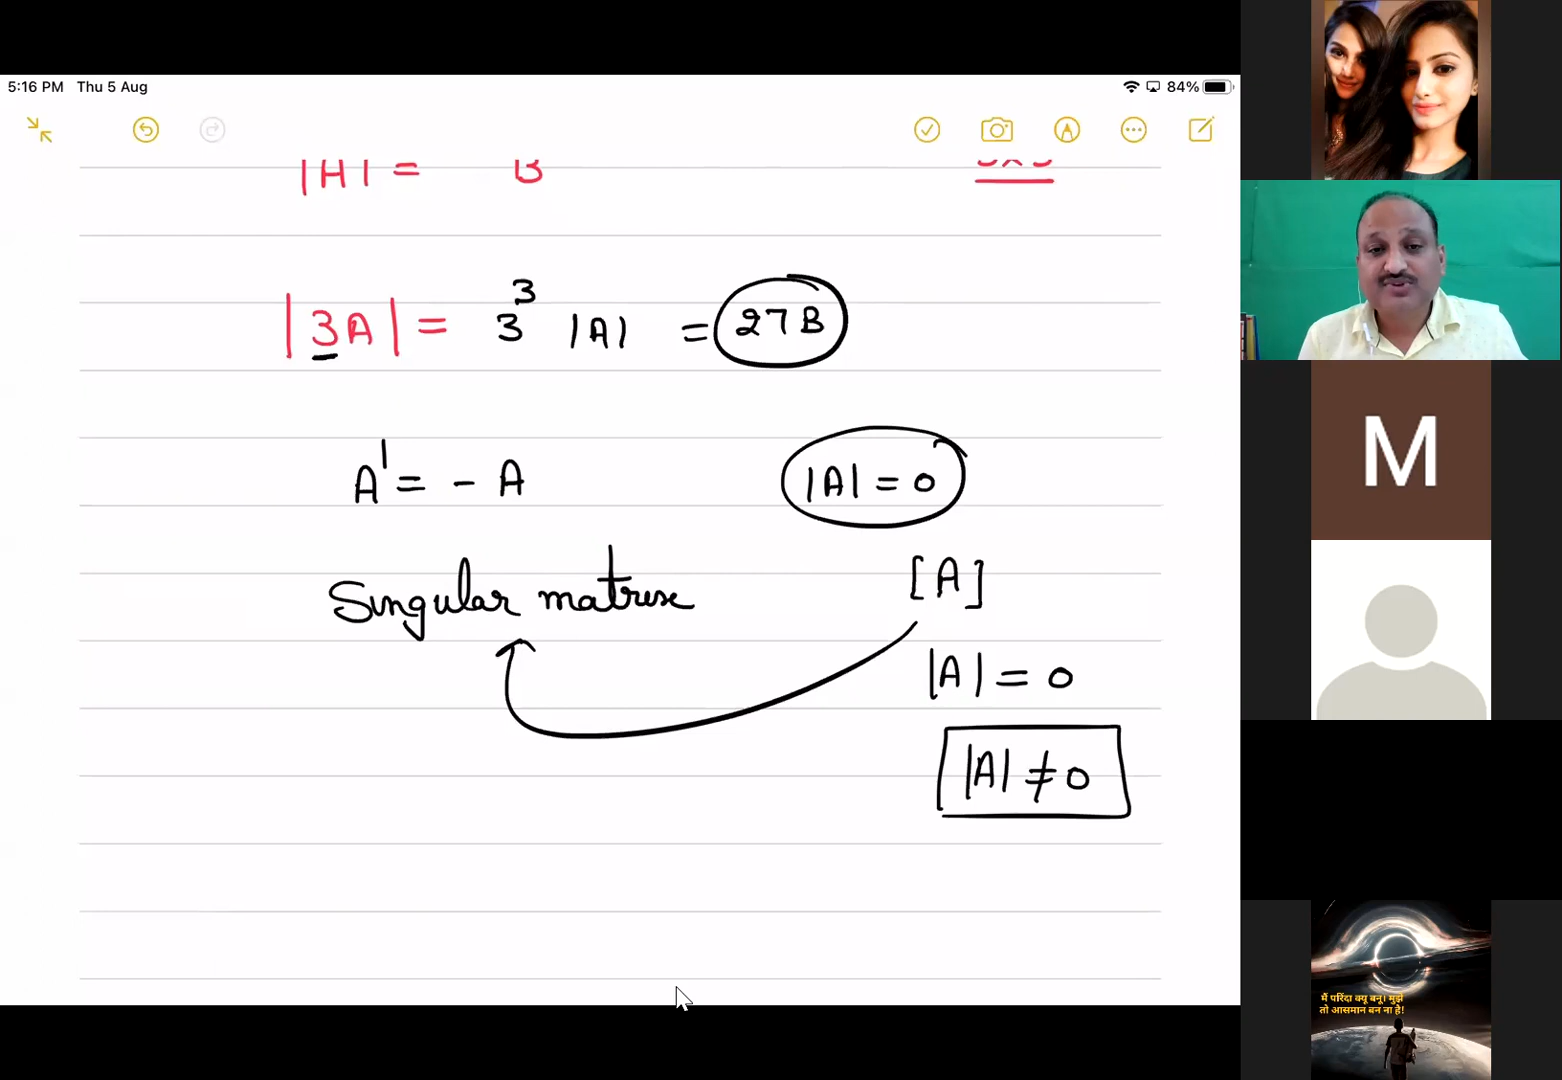 5:16 PM Thu 5 Aug 84%
|A| = B
|3A| = 3³ |A| = 27B
A' = - A |A| = 0
Singular matrix [A]
|A| = 0
|A| ≠ 0
M
मैं परिंदा क्यू बनू। मुझे
तो आसमान बन ना है!